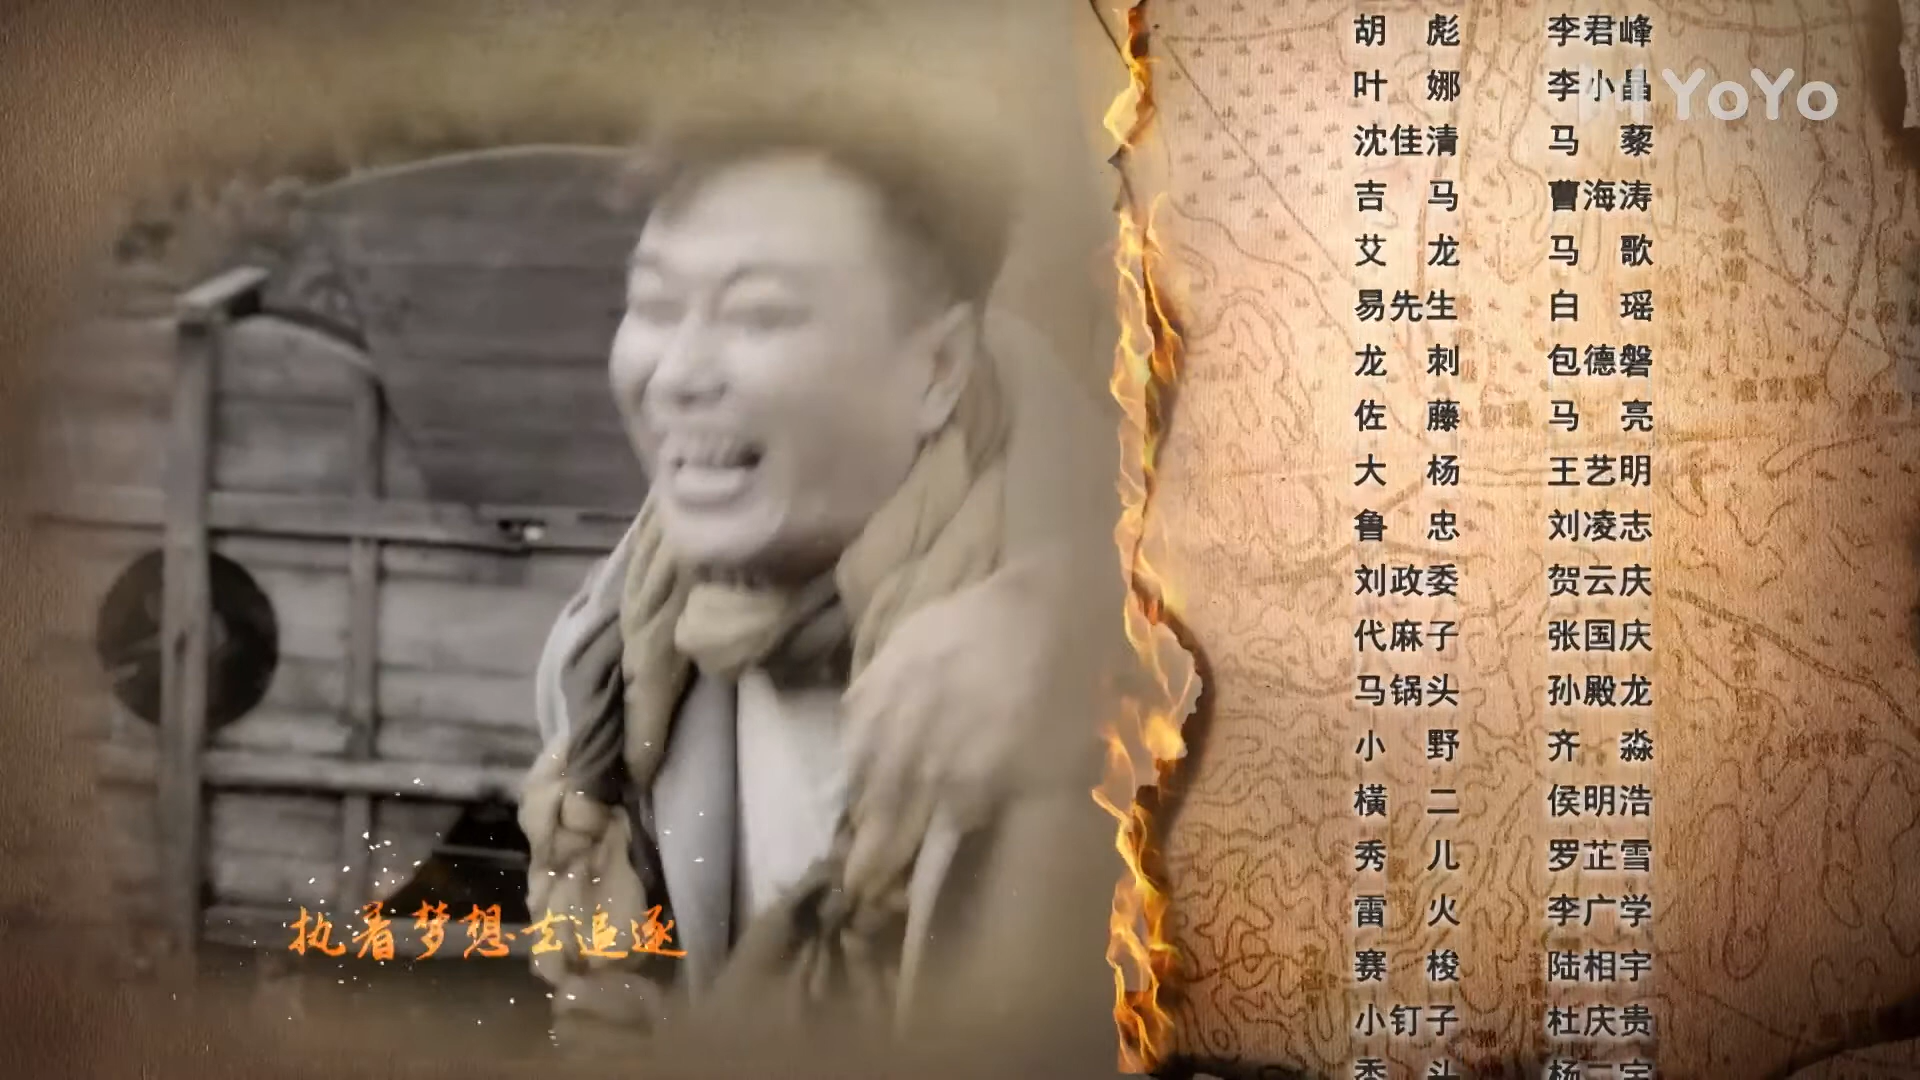 胡 彪 李君峰
叶 娜 李小晶
YoYo
沈佳清 马 藜
吉 马 曹海涛
艾 龙 马 歌
易先生 白 瑶
龙 刺 包德磐
佐 藤 马 亮
大 杨 王艺明
鲁 忠 刘凌志
刘政委 贺云庆
代麻子 张国庆
马锅头 孙殿龙
小 野 齐 淼
横 二 侯明浩
秀 儿 罗芷雪
雷 火 李广学
执着梦想去追逐
赛 梭 陆相宇
小钉子 杜庆贵